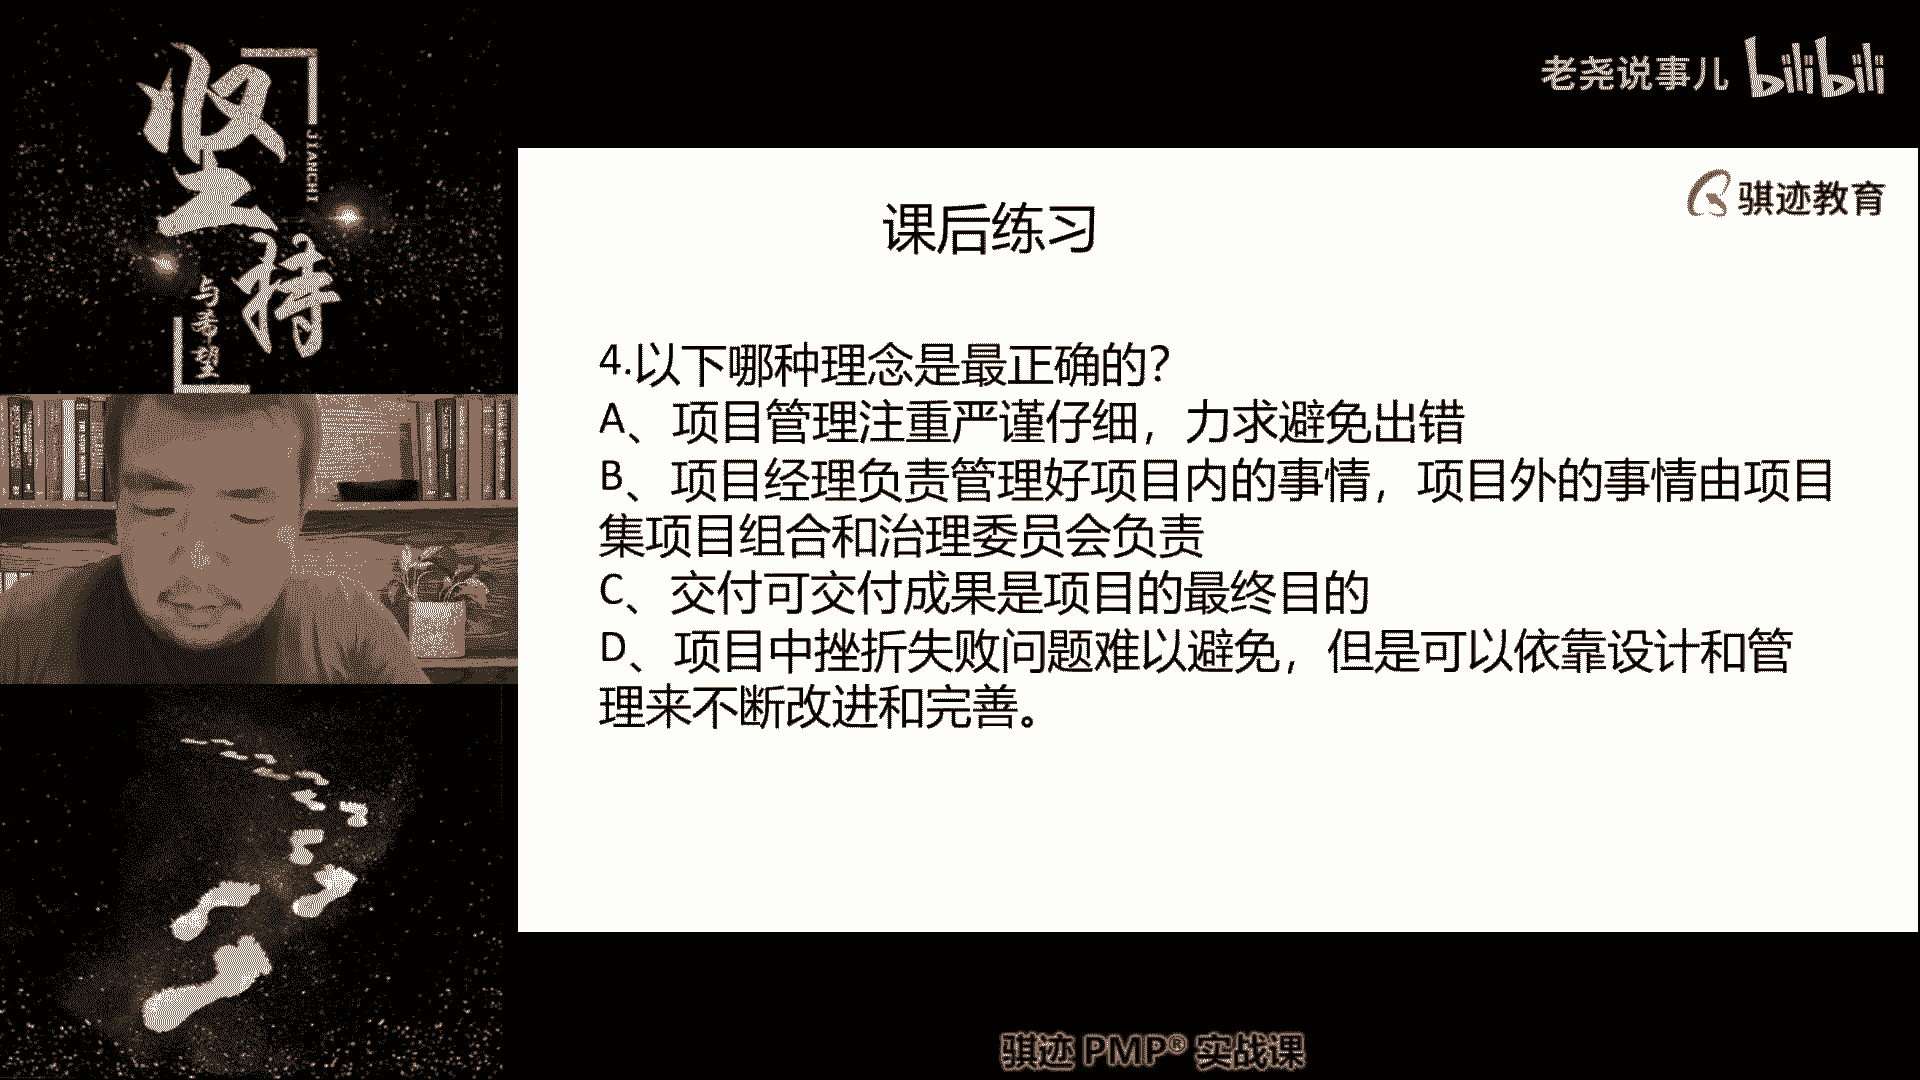 坚持
JIANCHI
与希望
老尧说事儿 bilibili
骐迹教育
课后练习
4.以下哪种理念是最正确的？
A、项目管理注重严谨仔细，力求避免出错
B、项目经理负责管理好项目内的事情，项目外的事情由项目
集项目组合和治理委员会负责
C、交付可交付成果是项目的最终目的
D、项目中挫折失败问题难以避免，但是可以依靠设计和管
理来不断改进和完善。
骐迹 PMP® 实战课